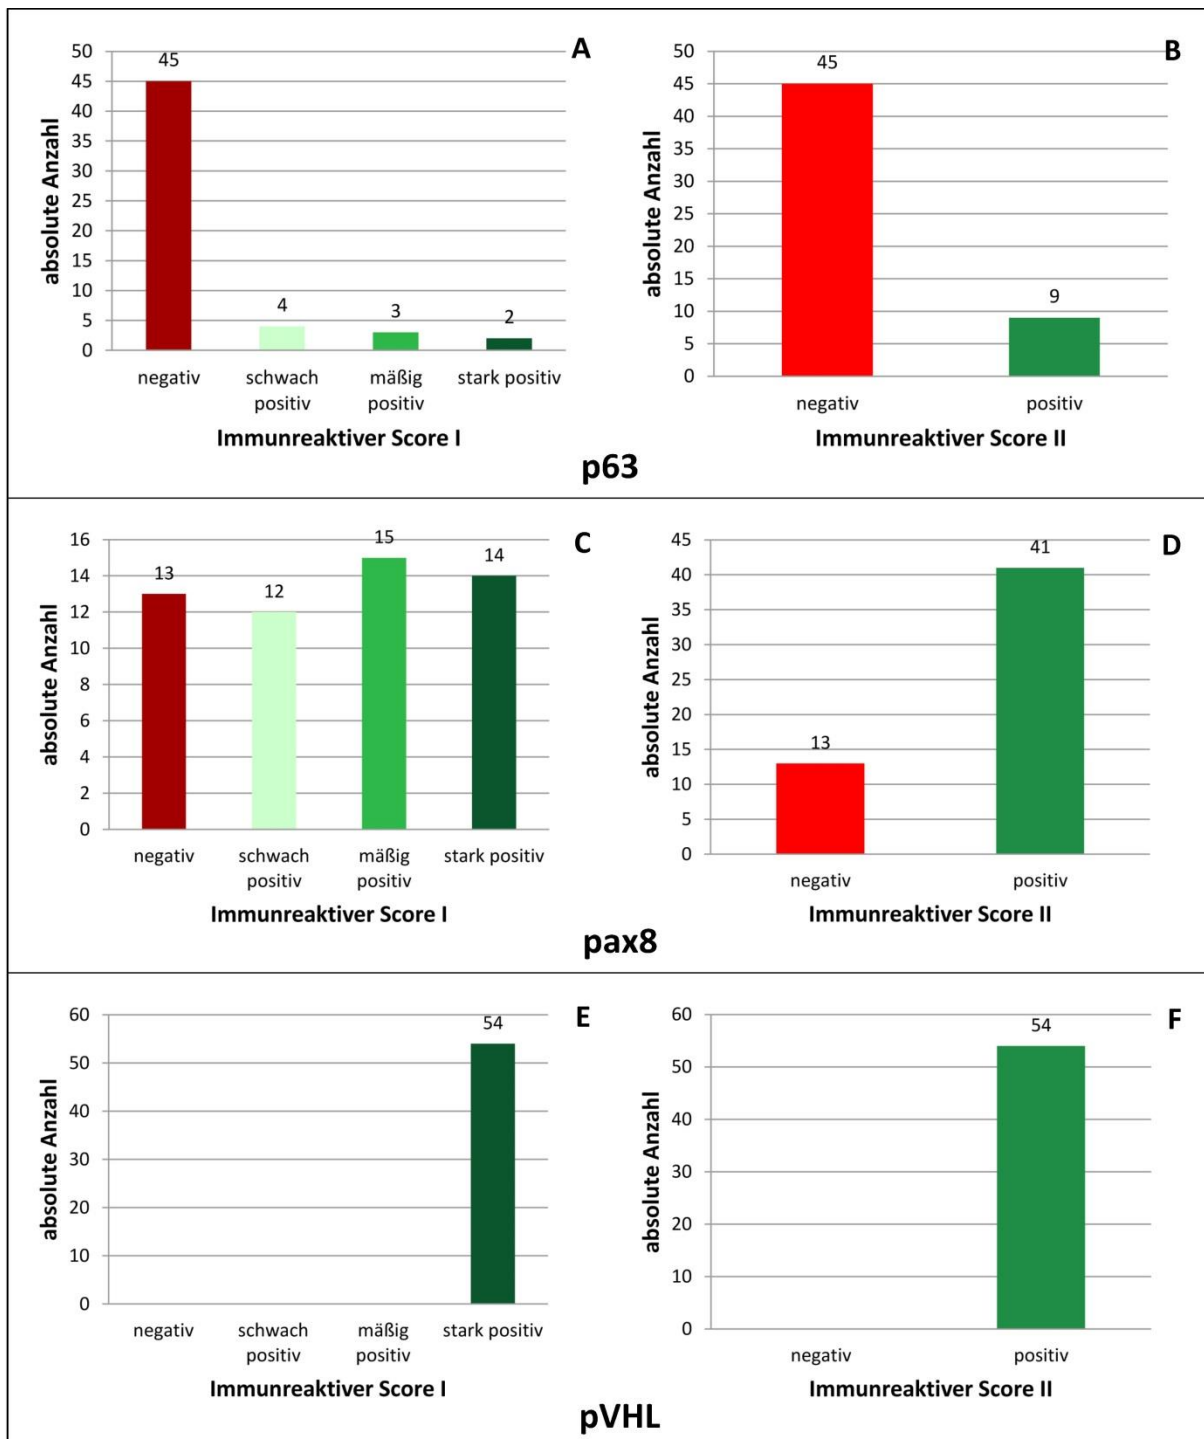 A
absolute Anzahl
50
45
40
35
30
25
20
15
10
5
0
45
4
3
2
negativ
schwach
positiv
mäßig
positiv
stark positiv
Immunreaktiver Score I
B
absolute Anzahl
50
45
40
35
30
25
20
15
10
5
0
45
9
negativ
positiv
Immunreaktiver Score II
p63
C
absolute Anzahl
16
14
12
10
8
6
4
2
0
13
12
15
14
negativ
schwach
positiv
mäßig
positiv
stark positiv
Immunreaktiver Score I
D
absolute Anzahl
45
40
35
30
25
20
15
10
5
0
13
41
negativ
positiv
Immunreaktiver Score II
pax8
E
absolute Anzahl
60
50
40
30
20
10
0
54
negativ
schwach
positiv
mäßig
positiv
stark positiv
Immunreaktiver Score I
F
absolute Anzahl
60
50
40
30
20
10
0
54
negativ
positiv
Immunreaktiver Score II
pVHL